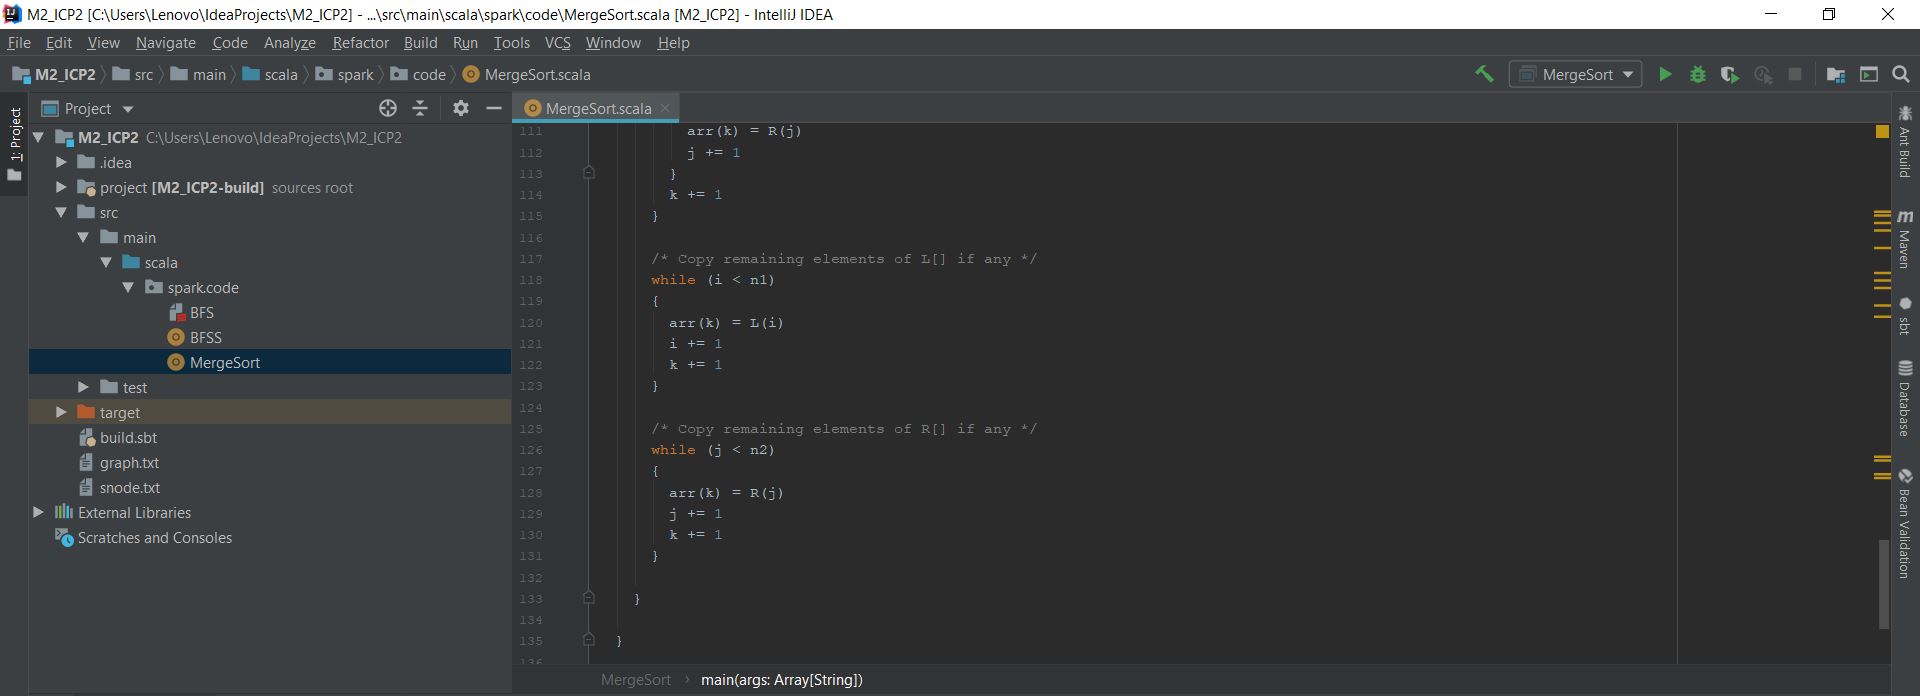 M2_ICP2 [C:\Users\Lenovo\IdeaProjects\M2_ICP2] - ...\src\main\scala\spark\code\MergeSort.scala [M2_ICP2] - IntelliJ IDEA
File Edit View Navigate Code Analyze Refactor Build Run Tools VCS Window Help
M2_ICP2 src main scala spark code MergeSort.scala MergeSort
1: Project
Project
M2_ICP2 C:\Users\Lenovo\IdeaProjects\M2_ICP2
.idea
project [M2_ICP2-build] sources root
src
main
scala
spark.code
BFS
BFSS
MergeSort
test
target
build.sbt
graph.txt
snode.txt
External Libraries
Scratches and Consoles
MergeSort.scala
111 arr(k) = R(j)
112 j += 1
113 }
114 k += 1
115 }
116
117 /* Copy remaining elements of L[] if any */
118 while (i < n1)
119 {
120 arr(k) = L(i)
121 i += 1
122 k += 1
123 }
124
125 /* Copy remaining elements of R[] if any */
126 while (j < n2)
127 {
128 arr(k) = R(j)
129 j += 1
130 k += 1
131 }
132
133 }
134
135 }
136
MergeSort › main(args: Array[String])
Ant Build
m Maven
sbt
Database
Bean Validation